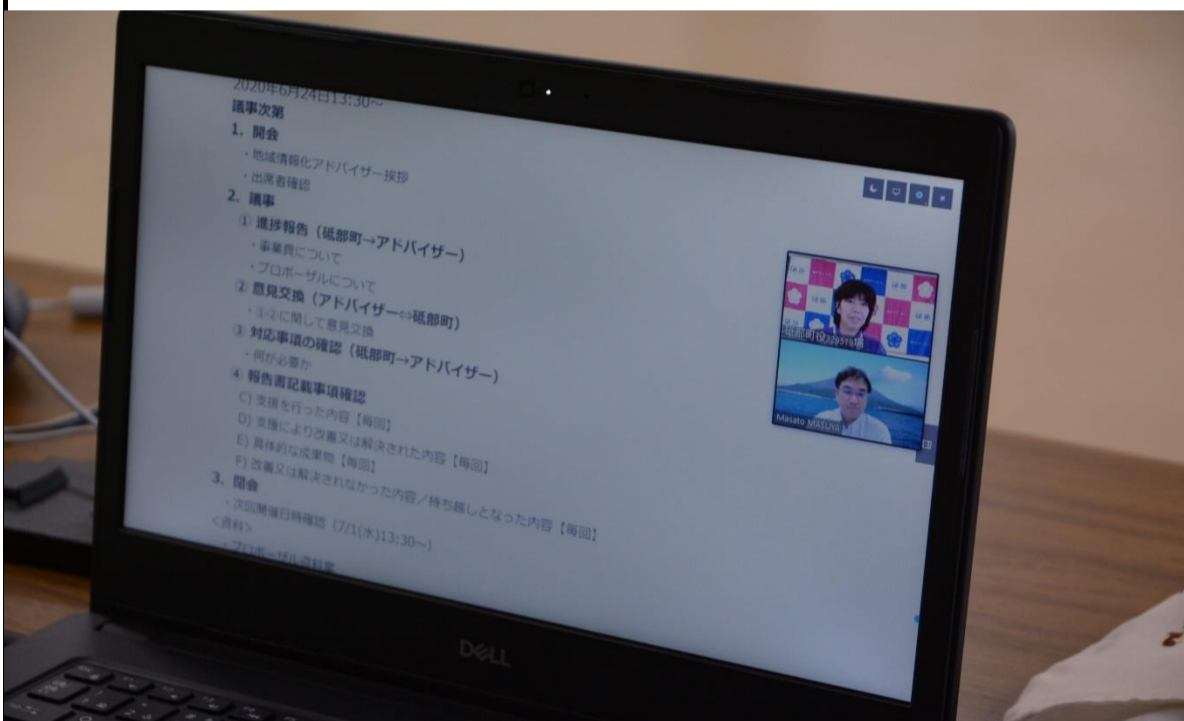 2020年6月24日13:30～
議事次第
1. 開会
・地域情報化アドバイザー挨拶
・出席者確認
2. 議事
① 進捗報告（砥部町→アドバイザー）
・事業費について
・プロポーザルについて
② 意見交換（アドバイザー⇔砥部町）
・①②に関して意見交換
③ 対応事項の確認（砥部町→アドバイザー）
・何が必要か
④ 報告書記載事項確認
C) 支援を行った内容【毎回】
D) 支援により改善又は解決された内容【毎回】
E) 具体的な成果物【毎回】
F) 改善又は解決されなかった内容／持ち越しとなった内容【毎回】
3. 閉会
・次回開催日時確認（7/1(水)13:30～）
<資料>
・プロポーザル資料案
Masato MASUYA
DELL